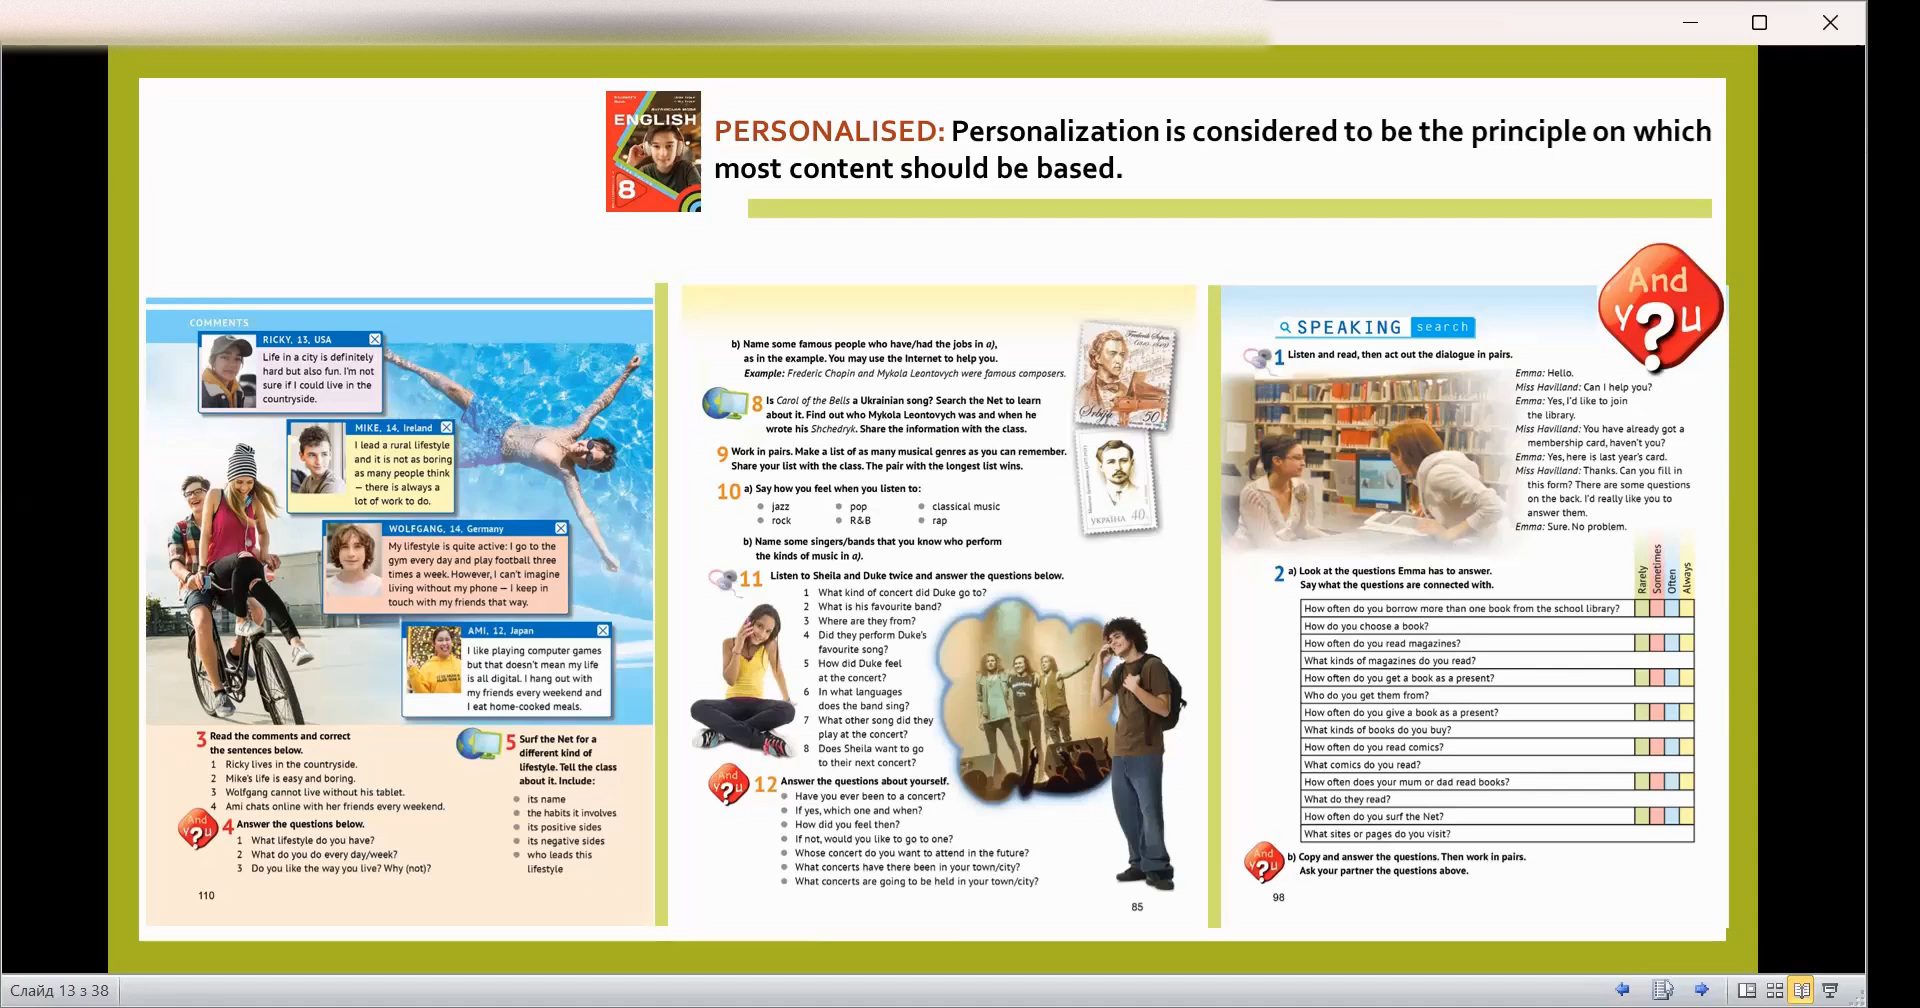 ENGLISH
8
PERSONALISED: Personalization is considered to be the principle on which
most content should be based.
COMMENTS
RICKY, 13, USA
Life in a city is definitely
hard but also fun. I'm not
sure if I could live in the
countryside.
MIKE, 14, Ireland
I lead a rural lifestyle
and it is not as boring
as many people think
— there is always a
lot of work to do.
WOLFGANG, 14, Germany
My lifestyle is quite active: I go to the
gym every day and play football three
times a week. However, I can't imagine
living without my phone — I keep in
touch with my friends that way.
AMI, 12, Japan
I like playing computer games
but that doesn't mean my life
is all digital. I hang out with
my friends every weekend and
I eat home-cooked meals.
3 Read the comments and correct
the sentences below.
1 Ricky lives in the countryside.
2 Mike's life is easy and boring.
3 Wolfgang cannot live without his tablet.
4 Ami chats online with her friends every weekend.
And
y?u
4 Answer the questions below.
1 What lifestyle do you have?
2 What do you do every day/week?
3 Do you like the way you live? Why (not)?
5 Surf the Net for a
different kind of
lifestyle. Tell the class
about it. Include:
its name
the habits it involves
its positive sides
its negative sides
who leads this
lifestyle
110
b) Name some famous people who have/had the jobs in a),
as in the example. You may use the Internet to help you.
Example: Frederic Chopin and Mykola Leontovych were famous composers.
8 Is Carol of the Bells a Ukrainian song? Search the Net to learn
about it. Find out who Mykola Leontovych was and when he
wrote his Shchedryk. Share the information with the class.
9 Work in pairs. Make a list of as many musical genres as you can remember.
Share your list with the class. The pair with the longest list wins.
10 a) Say how you feel when you listen to:
jazz pop classical music
rock R&B rap
b) Name some singers/bands that you know who perform
the kinds of music in a).
50
УКРАЇНА 40
11 Listen to Sheila and Duke twice and answer the questions below.
1 What kind of concert did Duke go to?
2 What is his favourite band?
3 Where are they from?
4 Did they perform Duke's
favourite song?
5 How did Duke feel
at the concert?
6 In what languages
does the band sing?
7 What other song did they
play at the concert?
8 Does Sheila want to go
to their next concert?
And
y?u
12 Answer the questions about yourself.
Have you ever been to a concert?
If yes, which one and when?
How did you feel then?
If not, would you like to go to one?
Whose concert do you want to attend in the future?
What concerts have there been in your town/city?
What concerts are going to be held in your town/city?
85
And
y?u
SPEAKING search
1 Listen and read, then act out the dialogue in pairs.
Emma: Hello.
Miss Havilland: Can I help you?
Emma: Yes, I'd like to join
the library.
Miss Havilland: You have already got a
membership card, haven't you?
Emma: Yes, here is last year's card.
Miss Havilland: Thanks. Can you fill in
this form? There are some questions
on the back. I'd really like you to
answer them.
Emma: Sure. No problem.
2 a) Look at the questions Emma has to answer.
Say what the questions are connected with.
Rarely
Sometimes
Often
Always
How often do you borrow more than one book from the school library?
How do you choose a book?
How often do you read magazines?
What kinds of magazines do you read?
How often do you get a book as a present?
Who do you get them from?
How often do you give a book as a present?
What kinds of books do you buy?
How often do you read comics?
What comics do you read?
How often does your mum or dad read books?
What do they read?
How often do you surf the Net?
What sites or pages do you visit?
And
y?u
b) Copy and answer the questions. Then work in pairs.
Ask your partner the questions above.
98
Слайд 13 з 38